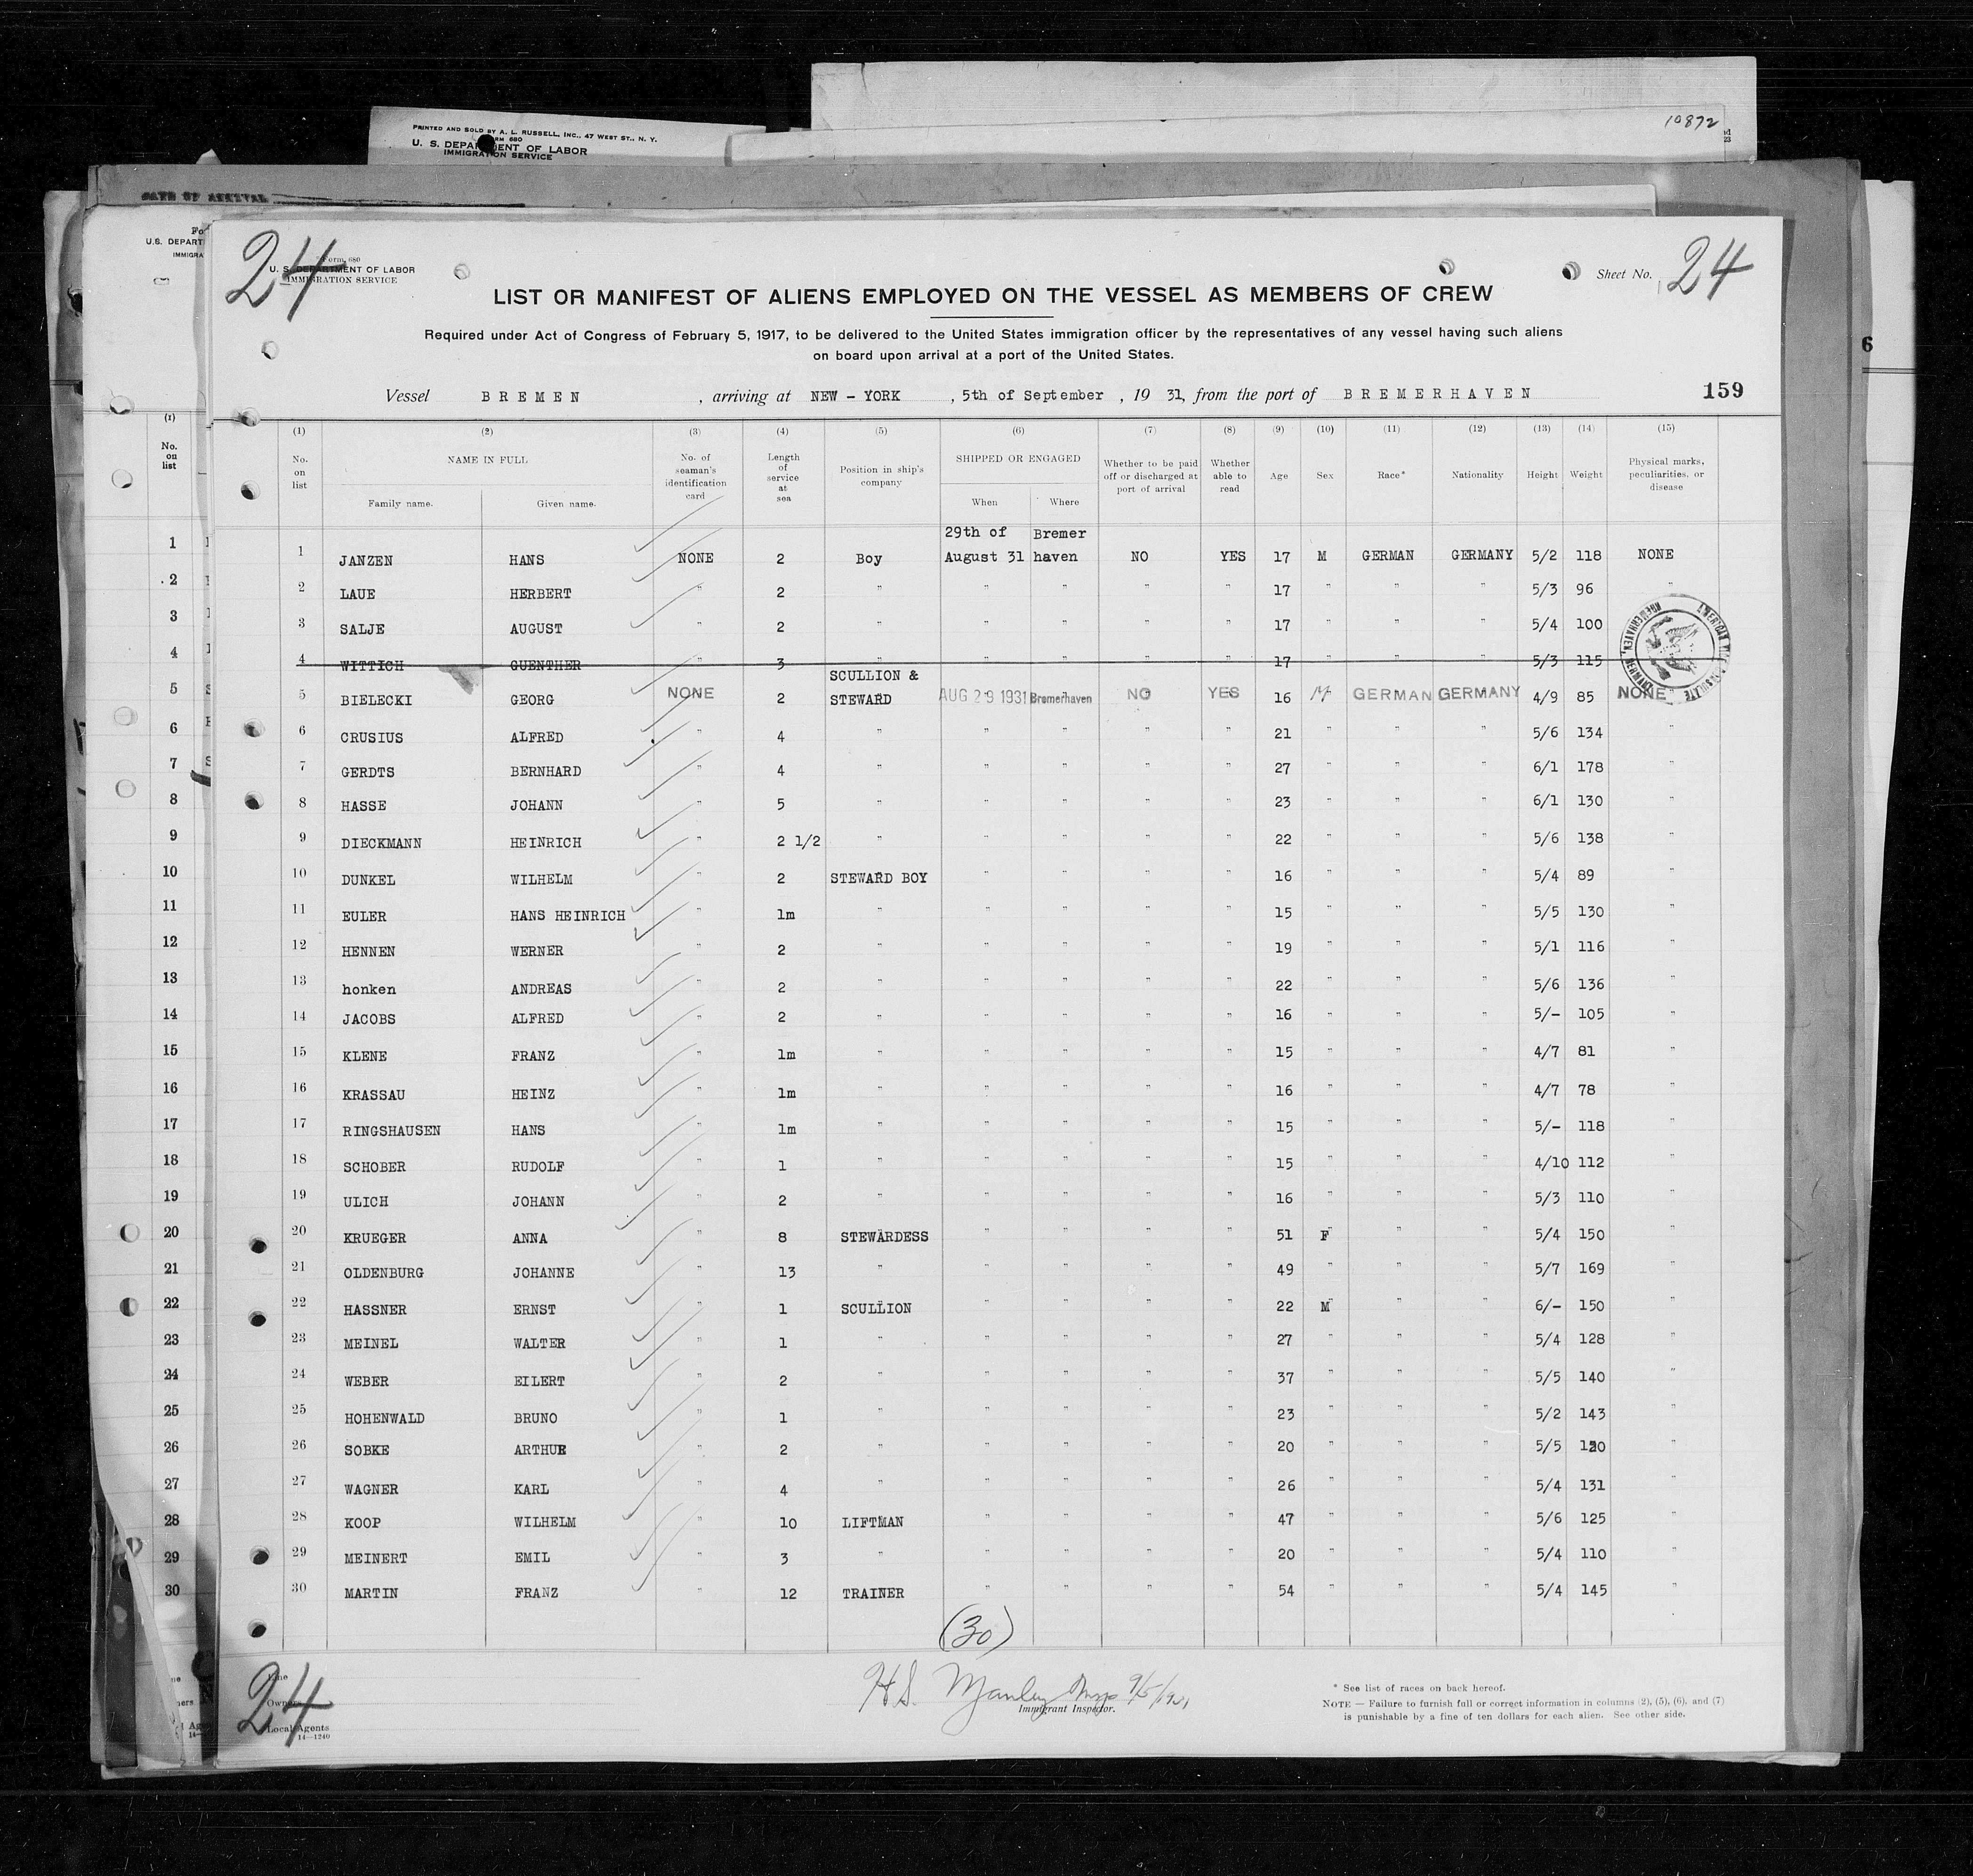 10872
PRINTED AND SOLD BY A. L. RUSSELL, INC., 47 WEST ST., N. Y.
U. S. DEPARTMENT OF LABOR
IMMIGRATION SERVICE
24
Form 680
U. S. DEPARTMENT OF LABOR
IMMIGRATION SERVICE
Sheet No. 24
LIST OR MANIFEST OF ALIENS EMPLOYED ON THE VESSEL AS MEMBERS OF CREW
Required under Act of Congress of February 5, 1917, to be delivered to the United States immigration officer by the representatives of any vessel having such aliens
on board upon arrival at a port of the United States.
Vessel BREMEN, arriving at NEW - YORK, 5th of September, 19 31, from the port of BREMERHAVEN
159
(1) (2) (3) (4) (5) (6) (7) (8) (9) (10) (11) (12) (13) (14) (15)
No. on list NAME IN FULL Family name. Given name. No. of seaman's identification card Length of service at sea Position in ship's company SHIPPED OR ENGAGED When Where Whether to be paid off or discharged at port of arrival Whether able to read Age Sex Race* Nationality Height Weight Physical marks, peculiarities, or disease
1 JANZEN HANS NONE 2 Boy 29th of August 31 Bremer haven NO YES 17 M GERMAN GERMANY 5/2 118 NONE
2 LAUE HERBERT " 2 " " " " " 17 " " " 5/3 96 "
3 SALJE AUGUST " 2 " " " " " 17 " " " 5/4 100
4 WITTICH GUENTHER " 3 " " " " " 17 " " " 5/3 115
5 BIELECKI GEORG NONE 2 SCULLION & STEWARD AUG 29 1931 Bremerhaven NO YES 16 M GERMAN GERMANY 4/9 85 NONE
6 CRUSIUS ALFRED " 4 " " " " " 21 " " " 5/6 134 "
7 GERDTS BERNHARD " 4 " " " " " 27 " " " 6/1 178 "
8 HASSE JOHANN " 5 " " " " " 23 " " " 6/1 130 "
9 DIECKMANN HEINRICH " 2 1/2 " " " " " 22 " " " 5/6 138 "
10 DUNKEL WILHELM " 2 STEWARD BOY " " " " 16 " " " 5/4 89 "
11 EULER HANS HEINRICH " 1m " " " " " 15 " " " 5/5 130 "
12 HENNEN WERNER " 2 " " " " " 19 " " " 5/1 116 "
13 honken ANDREAS " 2 " " " " " 22 " " " 5/6 136 "
14 JACOBS ALFRED " 2 " " " " " 16 " " " 5/- 105 "
15 KLENE FRANZ " 1m " " " " " 15 " " " 4/7 81 "
16 KRASSAU HEINZ " 1m " " " " " 16 " " " 4/7 78 "
17 RINGSHAUSEN HANS " 1m " " " " " 15 " " " 5/- 118 "
18 SCHOBER RUDOLF " 1 " " " " " 15 " " " 4/10 112 "
19 ULICH JOHANN " 2 " " " " " 16 " " " 5/3 110 "
20 KRUEGER ANNA " 8 STEWARDESS " " " " 51 F " " 5/4 150 "
21 OLDENBURG JOHANNE " 13 " " " " " 49 " " " 5/7 169 "
22 HASSNER ERNST " 1 SCULLION " " " " 22 M " " 6/- 150 "
23 MEINEL WALTER " 1 " " " " " 27 " " " 5/4 128 "
24 WEBER EILERT " 2 " " " " " 37 " " " 5/5 140 "
25 HOHENWALD BRUNO " 1 " " " " " 23 " " " 5/2 143 "
26 SOBKE ARTHUR " 2 " " " " " 20 " " " 5/5 120 "
27 WAGNER KARL " 4 " " " " " 26 " " " 5/4 131 "
28 KOOP WILHELM " 10 LIFTMAN " " " " 47 " " " 5/6 125 "
29 MEINERT EMIL " 3 " " " " " 20 " " " 5/4 110 "
30 MARTIN FRANZ " 12 TRAINER " " " " 54 " " " 5/4 145 "
(30)
24
Line
Owners
Local Agents
14—1240
H.S. Manley
Immigrant Inspector.
* See list of races on back hereof.
NOTE — Failure to furnish full or correct information in columns (2), (5), (6), and (7)
is punishable by a fine of ten dollars for each alien. See other side.